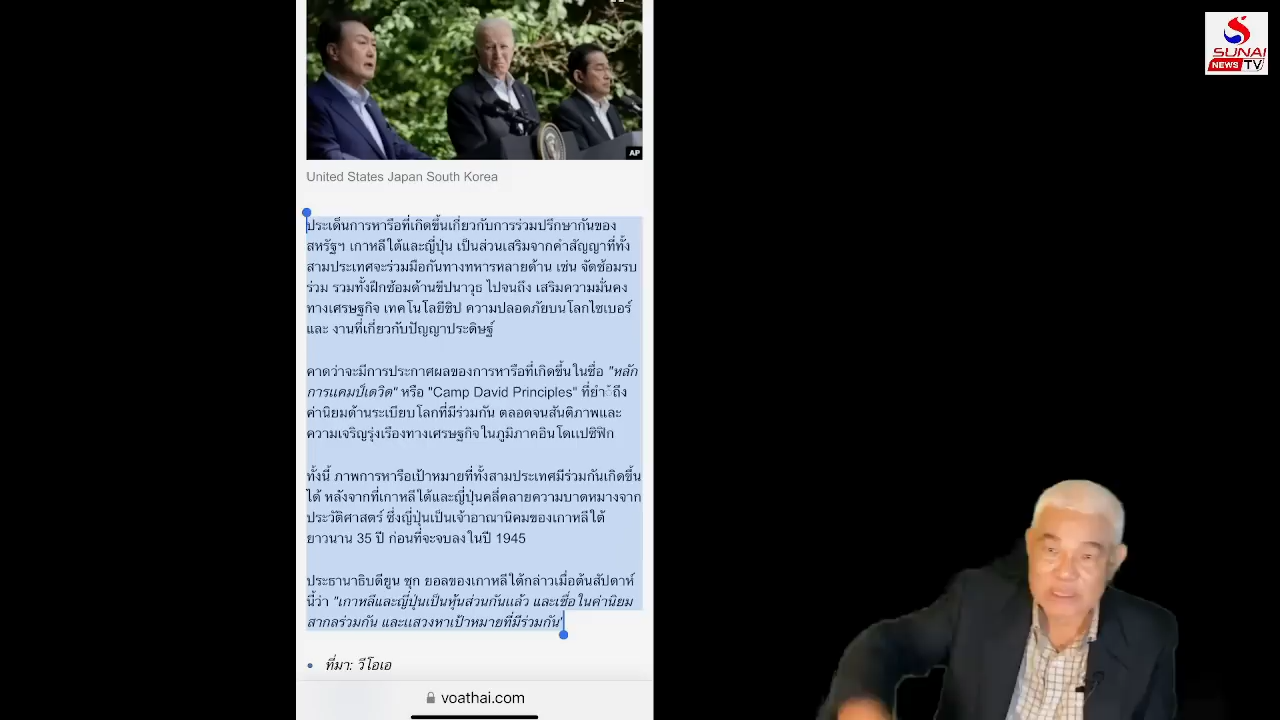 SUNAI
NEWS TV
AP
United States Japan South Korea
ประเด็นการหารือที่เกิดขึ้นเกี่ยวกับการร่วมปรึกษากันของ
สหรัฐฯ เกาหลีใต้และญี่ปุ่น เป็นส่วนเสริมจากคำสัญญาที่ทั้ง
สามประเทศจะร่วมมือกันทางทหารหลายด้าน เช่น จัดซ้อมรบ
ร่วม รวมทั้งฝึกซ้อมด้านขีปนาวุธ ไปจนถึง เสริมความมั่นคง
ทางเศรษฐกิจ เทคโนโลยีชิป ความปลอดภัยบนโลกไซเบอร์
และ งานที่เกี่ยวกับปัญญาประดิษฐ์
คาดว่าจะมีการประกาศผลของการหารือที่เกิดขึ้นในชื่อ "หลัก
การแคมป์เดวิด" หรือ "Camp David Principles" ที่ยำ้ถึง
ค่านิยมด้านระเบียบโลกที่มีร่วมกัน ตลอดจนสันติภาพและ
ความเจริญรุ่งเรืองทางเศรษฐกิจในภูมิภาคอินโดแปซิฟิก
ทั้งนี้ ภาพการหารือเป้าหมายที่ทั้งสามประเทศมีร่วมกันเกิดขึ้น
ได้ หลังจากที่เกาหลีใต้และญี่ปุ่นคลี่คลายความบาดหมางจาก
ประวัติศาสตร์ ซึ่งญี่ปุ่นเป็นเจ้าอาณานิคมของเกาหลีใต้
ยาวนาน 35 ปี ก่อนที่จะจบลงในปี 1945
ประธานาธิบดียูน ซุก ยอลของเกาหลีใต้กล่าวเมื่อต้นสัปดาห์
นี้ว่า "เกาหลีและญี่ปุ่นเป็นหุ้นส่วนกันแล้ว และเชื่อในค่านิยม
สากลร่วมกัน และแสวงหาเป้าหมายที่มีร่วมกัน"
• ที่มา: วีโอเอ
voathai.com